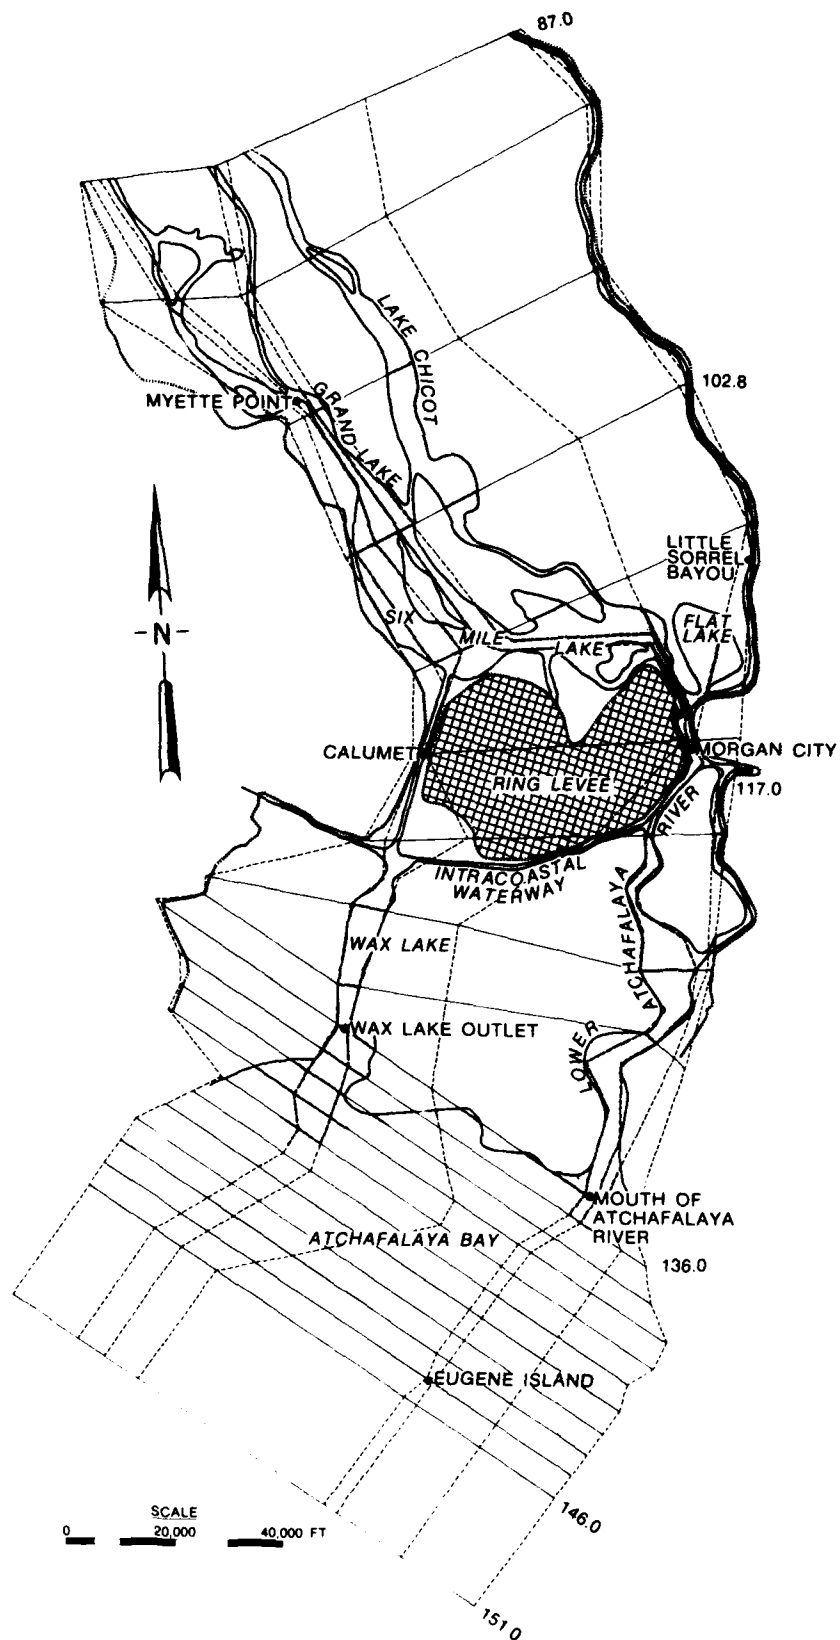 87.0
LAKE CHICOT
102.8
MYETTE POINT
GRAND LAKE
LITTLE
SORREL
BAYOU
-N-
SIX
MILE
LAKE
FLAT
LAKE
CALUMET
MORGAN CITY
RING LEVEE
117.0
RIVER
INTRACOASTAL
WATERWAY
ATCHAFALAYA
WAX LAKE
WAX LAKE OUTLET
LOWER
MOUTH OF
ATCHAFALAYA
RIVER
ATCHAFALAYA BAY
136.0
EUGENE ISLAND
146.0
SCALE
0 20,000 40,000 FT
151.0